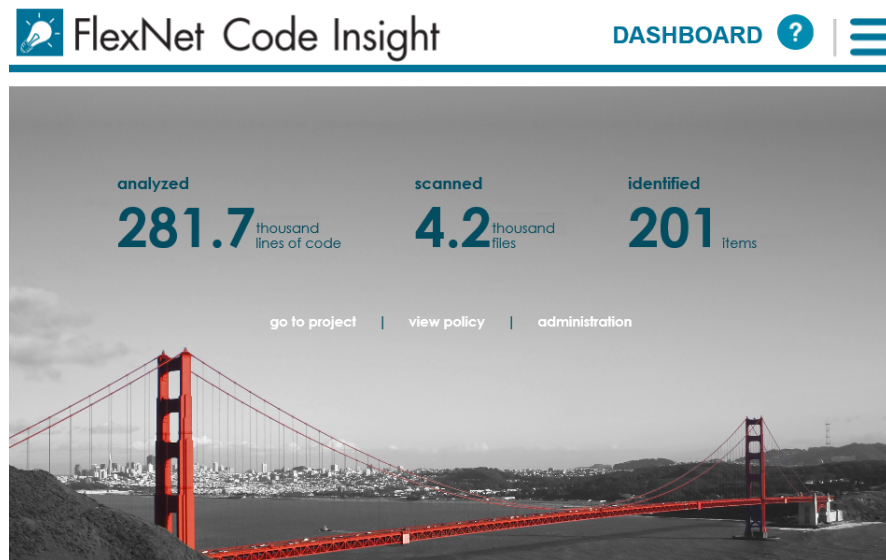 FlexNet Code Insight
DASHBOARD ?
analyzed
281.7 thousand
lines of code
scanned
4.2 thousand
files
identified
201 items
go to project | view policy | administration